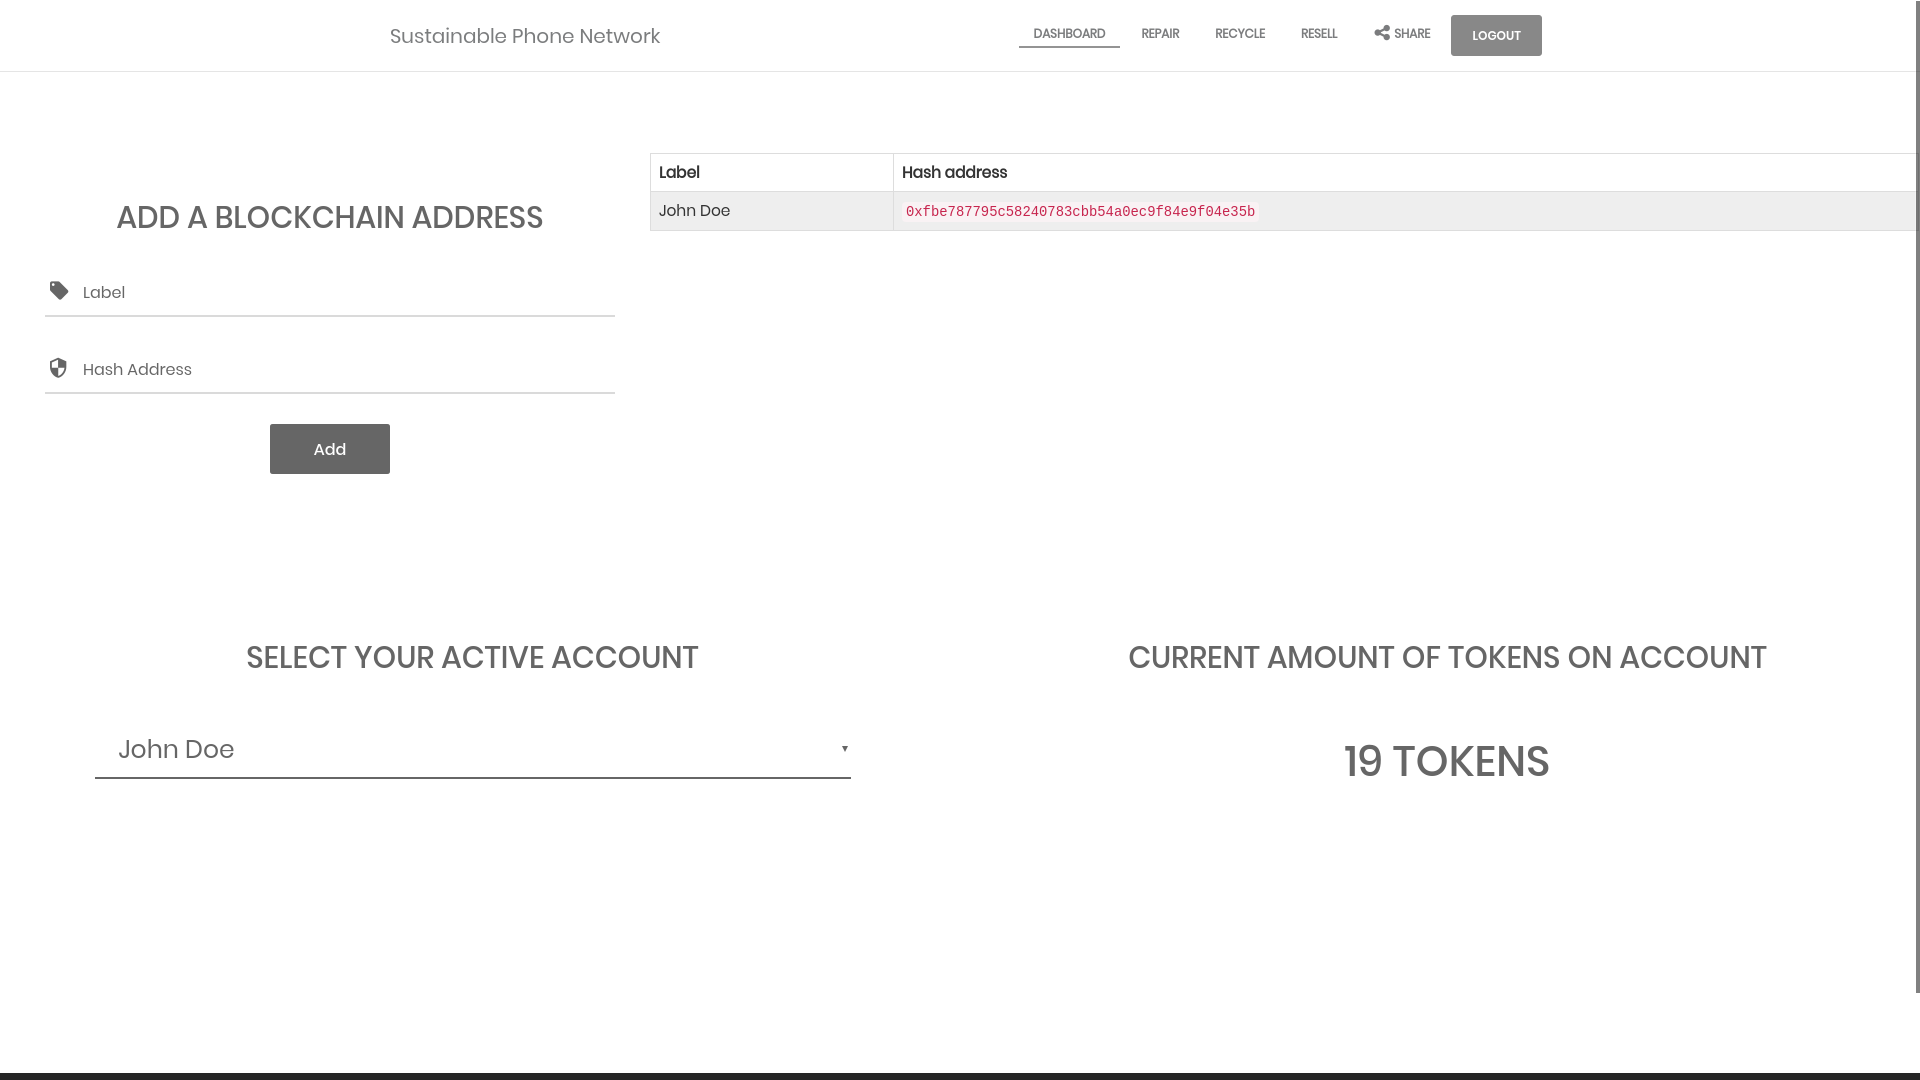 Sustainable Phone Network
DASHBOARD
REPAIR
RECYCLE
RESELL
SHARE
LOGOUT
ADD A BLOCKCHAIN ADDRESS
Label
Hash Address
Add
Label Hash address
John Doe 0xfbe787795c58240783cbb54a0ec9f84e9f04e35b
SELECT YOUR ACTIVE ACCOUNT
John Doe
CURRENT AMOUNT OF TOKENS ON ACCOUNT
19 TOKENS